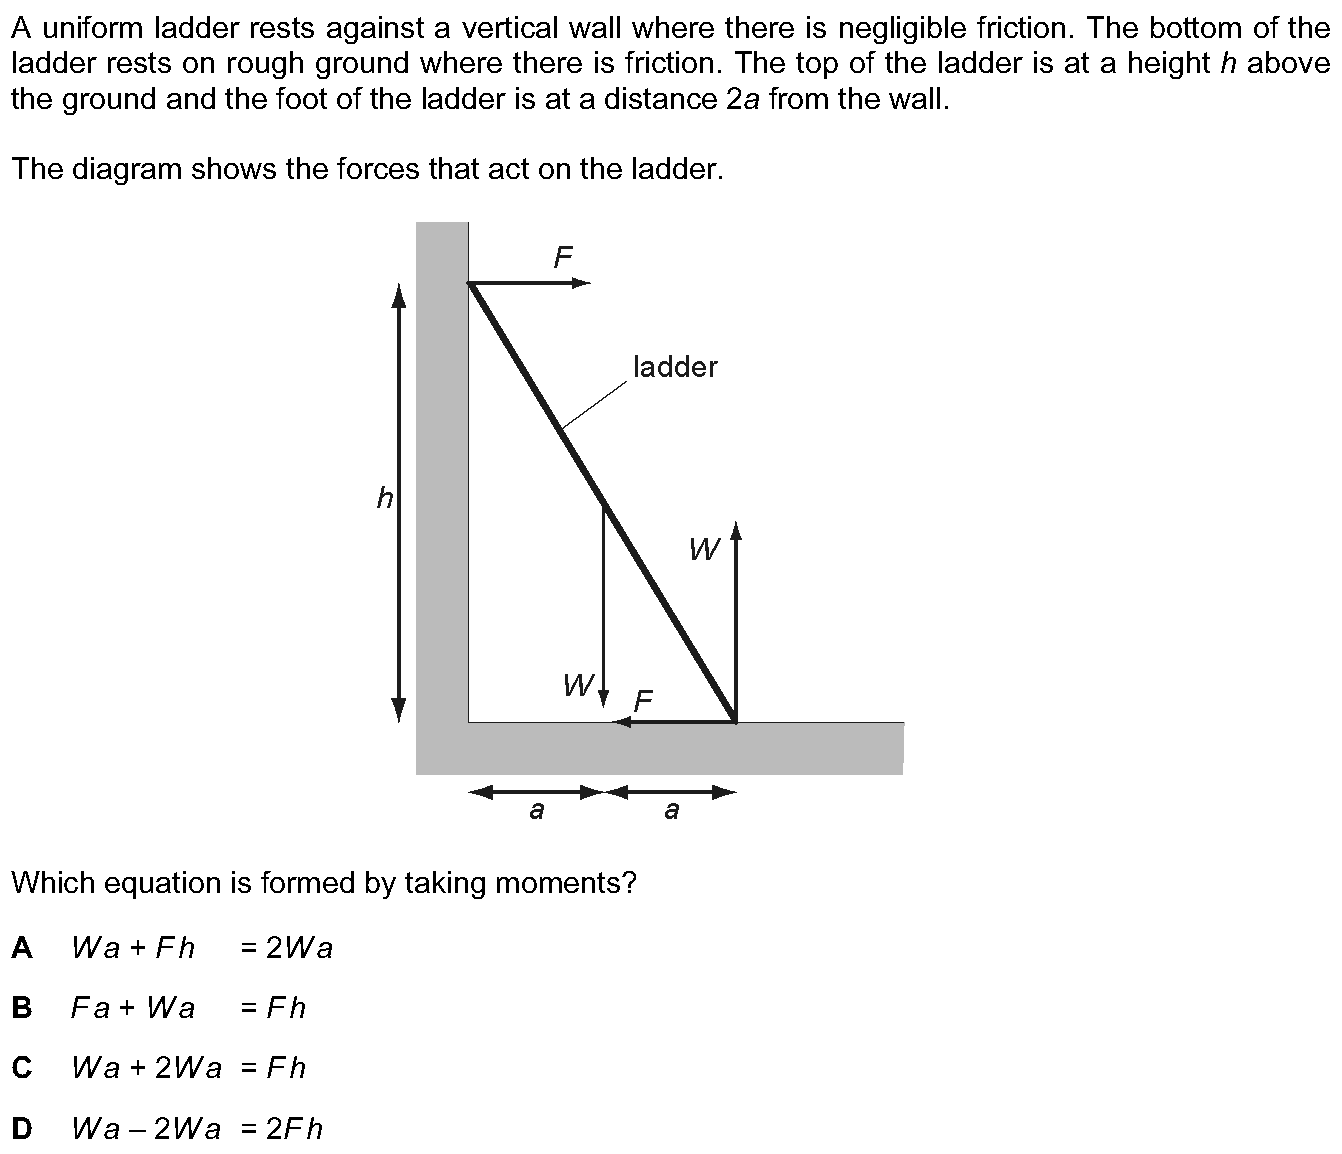 A uniform ladder rests against a vertical wall where there is negligible friction. The bottom of the
ladder rests on rough ground where there is friction. The top of the ladder is at a height h above
the ground and the foot of the ladder is at a distance 2a from the wall.
The diagram shows the forces that act on the ladder.
F
ladder
h
W
W
F
a
a
Which equation is formed by taking moments?
A Wa + Fh = 2Wa
B Fa + Wa = Fh
C Wa + 2Wa = Fh
D Wa – 2Wa = 2Fh